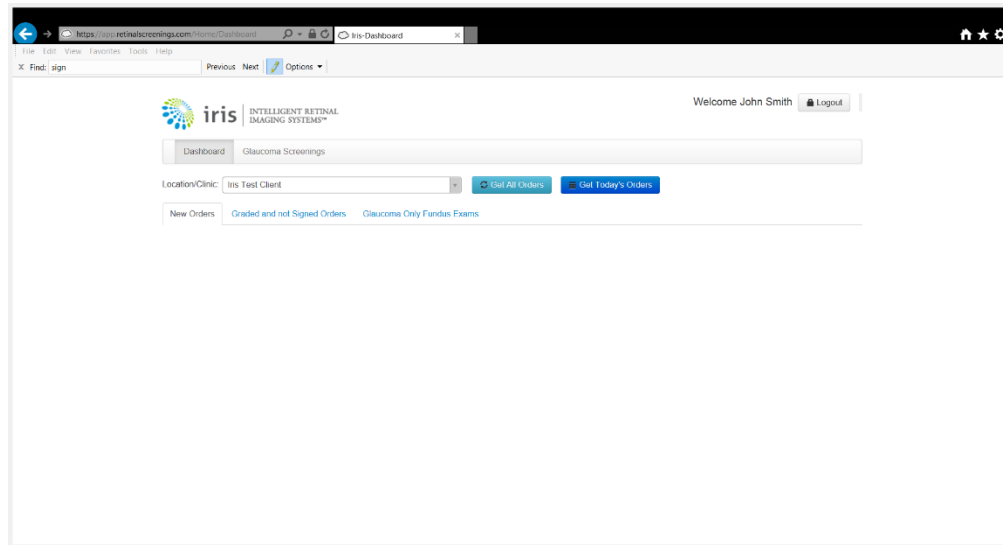 https://app.retinalscreenings.com/Home/Dashboard
Iris-Dashboard
File Edit View Favorites Tools Help
X Find: sign Previous Next Options
iris INTELLIGENT RETINAL
IMAGING SYSTEMS™
Welcome John Smith Logout
Dashboard Glaucoma Screenings
Location/Clinic: Iris Test Client Get All Orders Get Today's Orders
New Orders Graded and not Signed Orders Glaucoma Only Fundus Exams